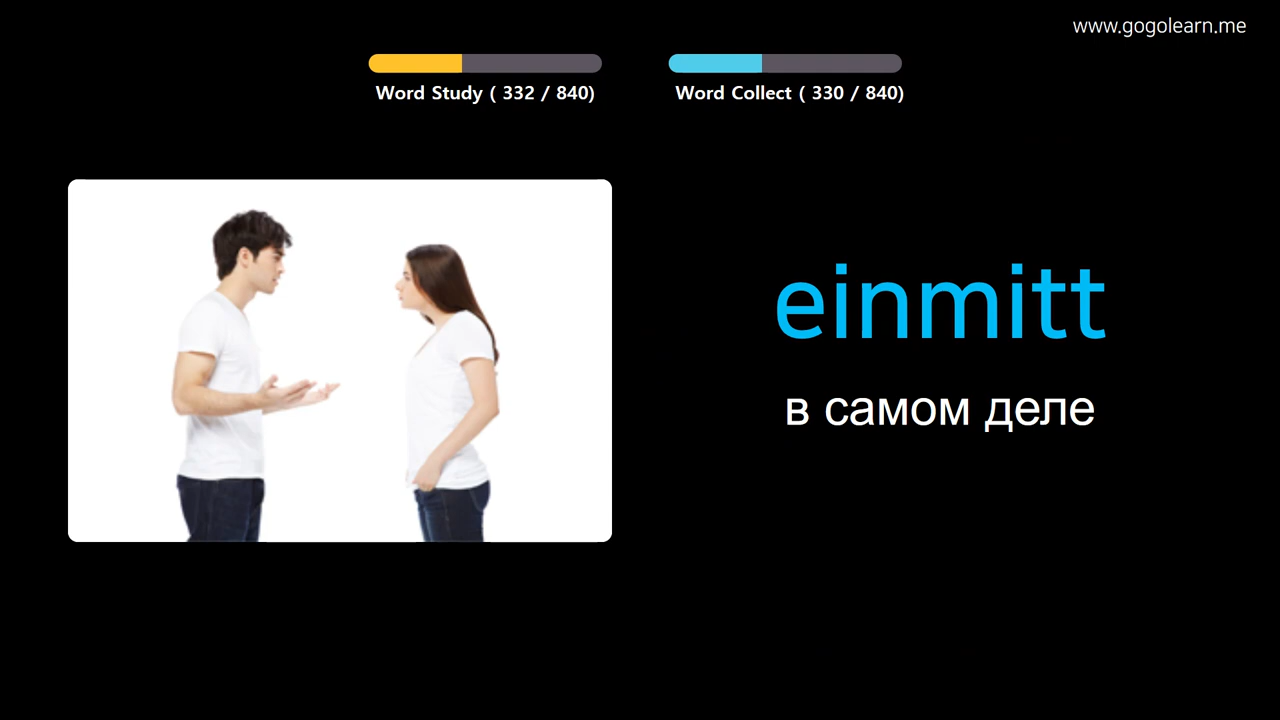 www.gogolearn.me
Word Study ( 332 / 840)
Word Collect ( 330 / 840)
einmitt
в самом деле